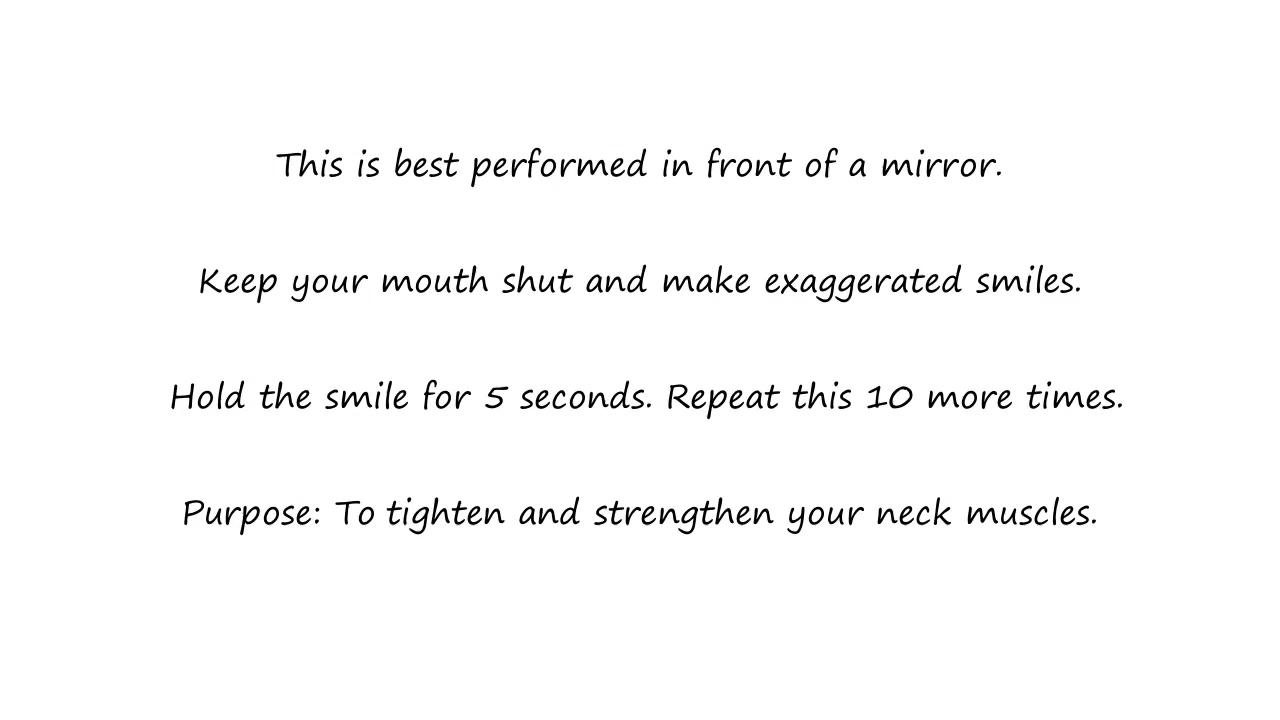 This is best performed in front of a mirror.
Keep your mouth shut and make exaggerated smiles.
Hold the smile for 5 seconds. Repeat this 10 more times.
Purpose: To tighten and strengthen your neck muscles.